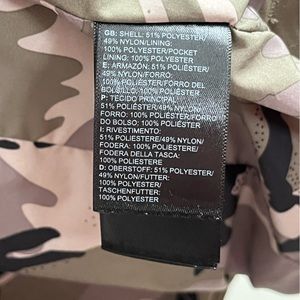 GB: SHELL: 51% POLYESTER/
49% NYLON/LINING:
100% POLYESTER/POCKET
LINING: 100% POLYESTER
E: ARMAZÓN: 51% POLIÉSTER/
49% NYLON/FORRO:
100% POLIÉSTER/FORRO DEL
BOLSILLO: 100% POLIÉSTER
P: TECIDO PRINCIPAL:
51% POLIÉSTER/49% NYLON/
FORRO: 100% POLIÉSTER/FORRO
DO BOLSO: 100% POLIÉSTER
I: RIVESTIMENTO:
51% POLIESTERE/49% NYLON/
FODERA: 100% POLIESTERE/
FODERA DELLA TASCA:
100% POLIESTERE
D: OBERSTOFF: 51% POLYESTER/
49% NYLON/FUTTER:
100% POLYESTER/
TASCHENFUTTER:
100% POLYESTER